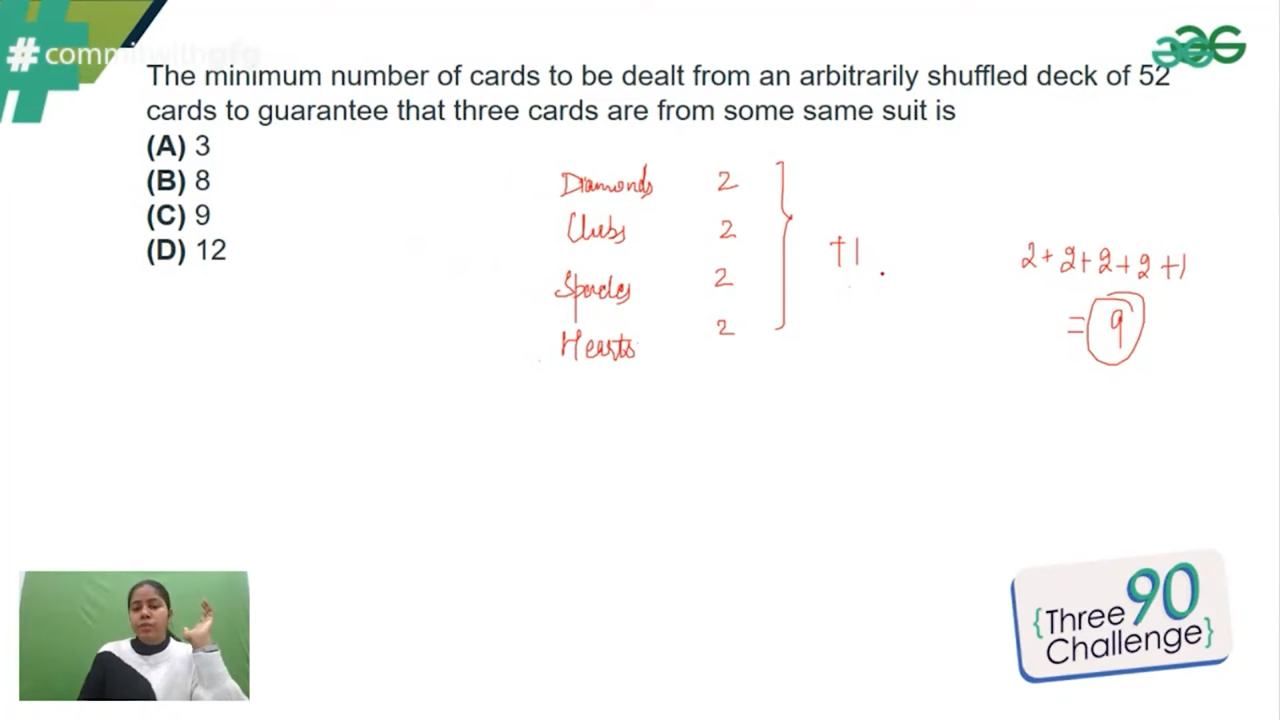 #commitwithgfg
The minimum number of cards to be dealt from an arbitrarily shuffled deck of 52
cards to guarantee that three cards are from some same suit is
(A) 3
(B) 8
(C) 9
(D) 12
Diamonds 2
Clubs 2
Spades 2
Hearts 2
+1
2+2+2+2+1
= 9
{Three 90
Challenge}